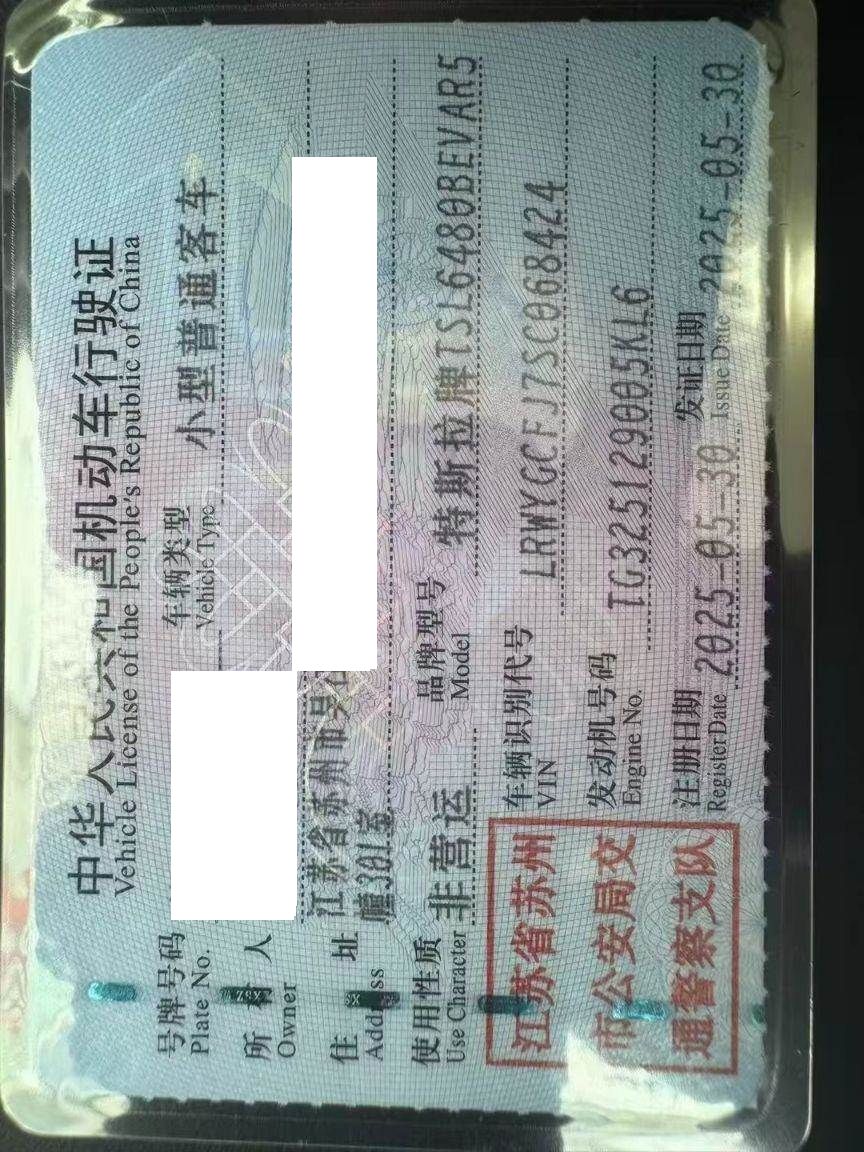 中华人民共和国机动车行驶证
Vehicle License of the People's Republic of China
号牌号码
Plate No.
车辆类型 小型普通客车
Vehicle Type
所有人
Owner
住址 江苏省苏州市吴
Address 幢301室
使用性质 非营运
Use Character
品牌型号 特斯拉牌TSL6480BEVAR5
Model
江苏省苏州
市公安局交
通警察支队
车辆识别代号 LRWYGCFJ7SC068424
VIN
发动机号码 TG325129005KL6
Engine No.
注册日期 2025-05-30
Register Date
发证日期 2025-05-30
Issue Date